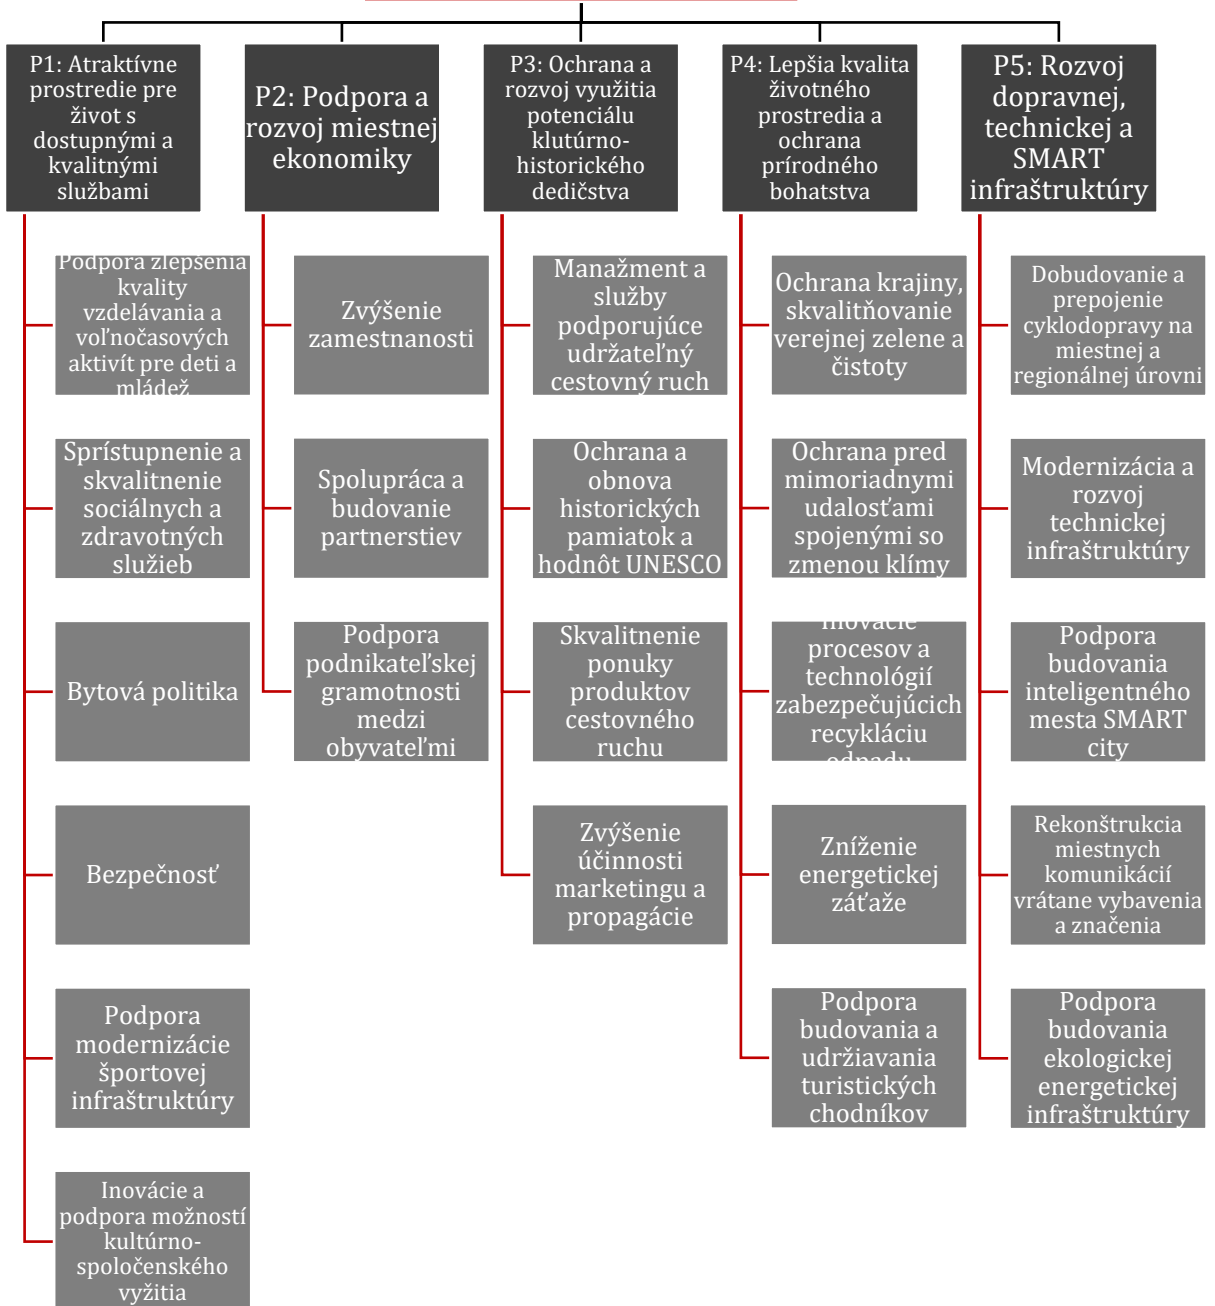 P1: Atraktívne
prostredie pre
život s
dostupnými a
kvalitnými
službami
Podpora zlepšenia
kvality
vzdelávania a
voľnočasových
aktivít pre deti a
mládež
Sprístupnenie a
skvalitnenie
sociálnych a
zdravotných
služieb
Bytová politika
Bezpečnosť
Podpora
modernizácie
športovej
infraštruktúry
Inovácie a
podpora možností
kultúrno-
spoločenského
vyžitia
P2: Podpora a
rozvoj miestnej
ekonomiky
Zvýšenie
zamestnanosti
Spolupráca a
budovanie
partnerstiev
Podpora
podnikateľskej
gramotnosti
medzi
obyvateľmi
P3: Ochrana a
rozvoj využitia
potenciálu
klutúrno-
historického
dedičstva
Manažment a
služby
podporujúce
udržateľný
cestovný ruch
Ochrana a
obnova
historických
pamiatok a
hodnôt UNESCO
Skvalitnenie
ponuky
produktov
cestovného
ruchu
Zvýšenie
účinnosti
marketingu a
propagácie
P4: Lepšia kvalita
životného
prostredia a
ochrana
prírodného
bohatstva
Ochrana krajiny,
skvalitňovanie
verejnej zelene a
čistoty
Ochrana pred
mimoriadnymi
udalosťami
spojenými so
zmenou klímy
Inovácie
procesov a
technológií
zabezpečujúcich
recykláciu
odpadu
Zníženie
energetickej
záťaže
Podpora
budovania a
udržiavania
turistických
chodníkov
P5: Rozvoj
dopravnej,
technickej a
SMART
infraštruktúry
Dobudovanie a
prepojenie
cyklodopravy na
miestnej a
regionálnej úrovni
Modernizácia a
rozvoj
technickej
infraštruktúry
Podpora
budovania
inteligentného
mesta SMART
city
Rekonštrukcia
miestnych
komunikácií
vrátane vybavenia
a značenia
Podpora
budovania
ekologickej
energetickej
infraštruktúry